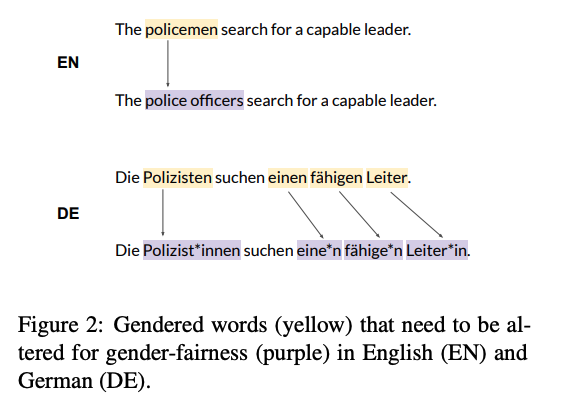 The policemen search for a capable leader.
EN
The police officers search for a capable leader.
Die Polizisten suchen einen fähigen Leiter.
DE
Die Polizist*innen suchen eine*n fähige*n Leiter*in.
Figure 2: Gendered words (yellow) that need to be al-
tered for gender-fairness (purple) in English (EN) and
German (DE).